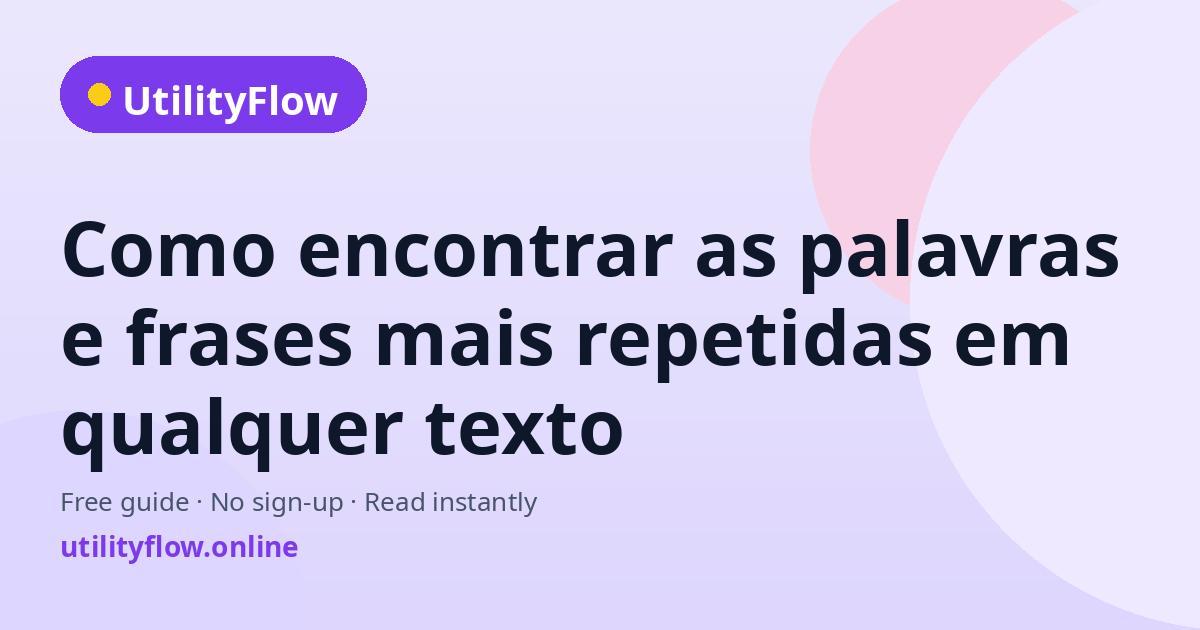 UtilityFlow
Como encontrar as palavras
e frases mais repetidas em
qualquer texto
Free guide · No sign-up · Read instantly
utilityflow.online